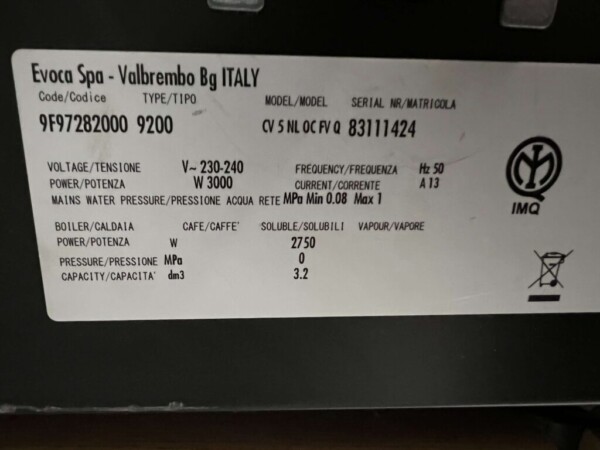 Evoca Spa - Valbrembo Bg ITALY
Code/Codice TYPE/TIPO MODEL/MODEL SERIAL NR/MATRICOLA
9F97282000 9200 CV 5 NL OC FV Q 83111424
VOLTAGE/TENSIONE V~ 230-240 FREQUENCY/FREQUENZA Hz 50
POWER/POTENZA W 3000 CURRENT/CORRENTE A 13
MAINS WATER PRESSURE/PRESSIONE ACQUA RETE MPa Min 0.08 Max 1
IMQ
BOILER/CALDAIA CAFE/CAFFE' SOLUBLE/SOLUBILI VAPOUR/VAPORE
POWER/POTENZA W 2750
PRESSURE/PRESSIONE MPa 0
CAPACITY/CAPACITA' dm3 3.2